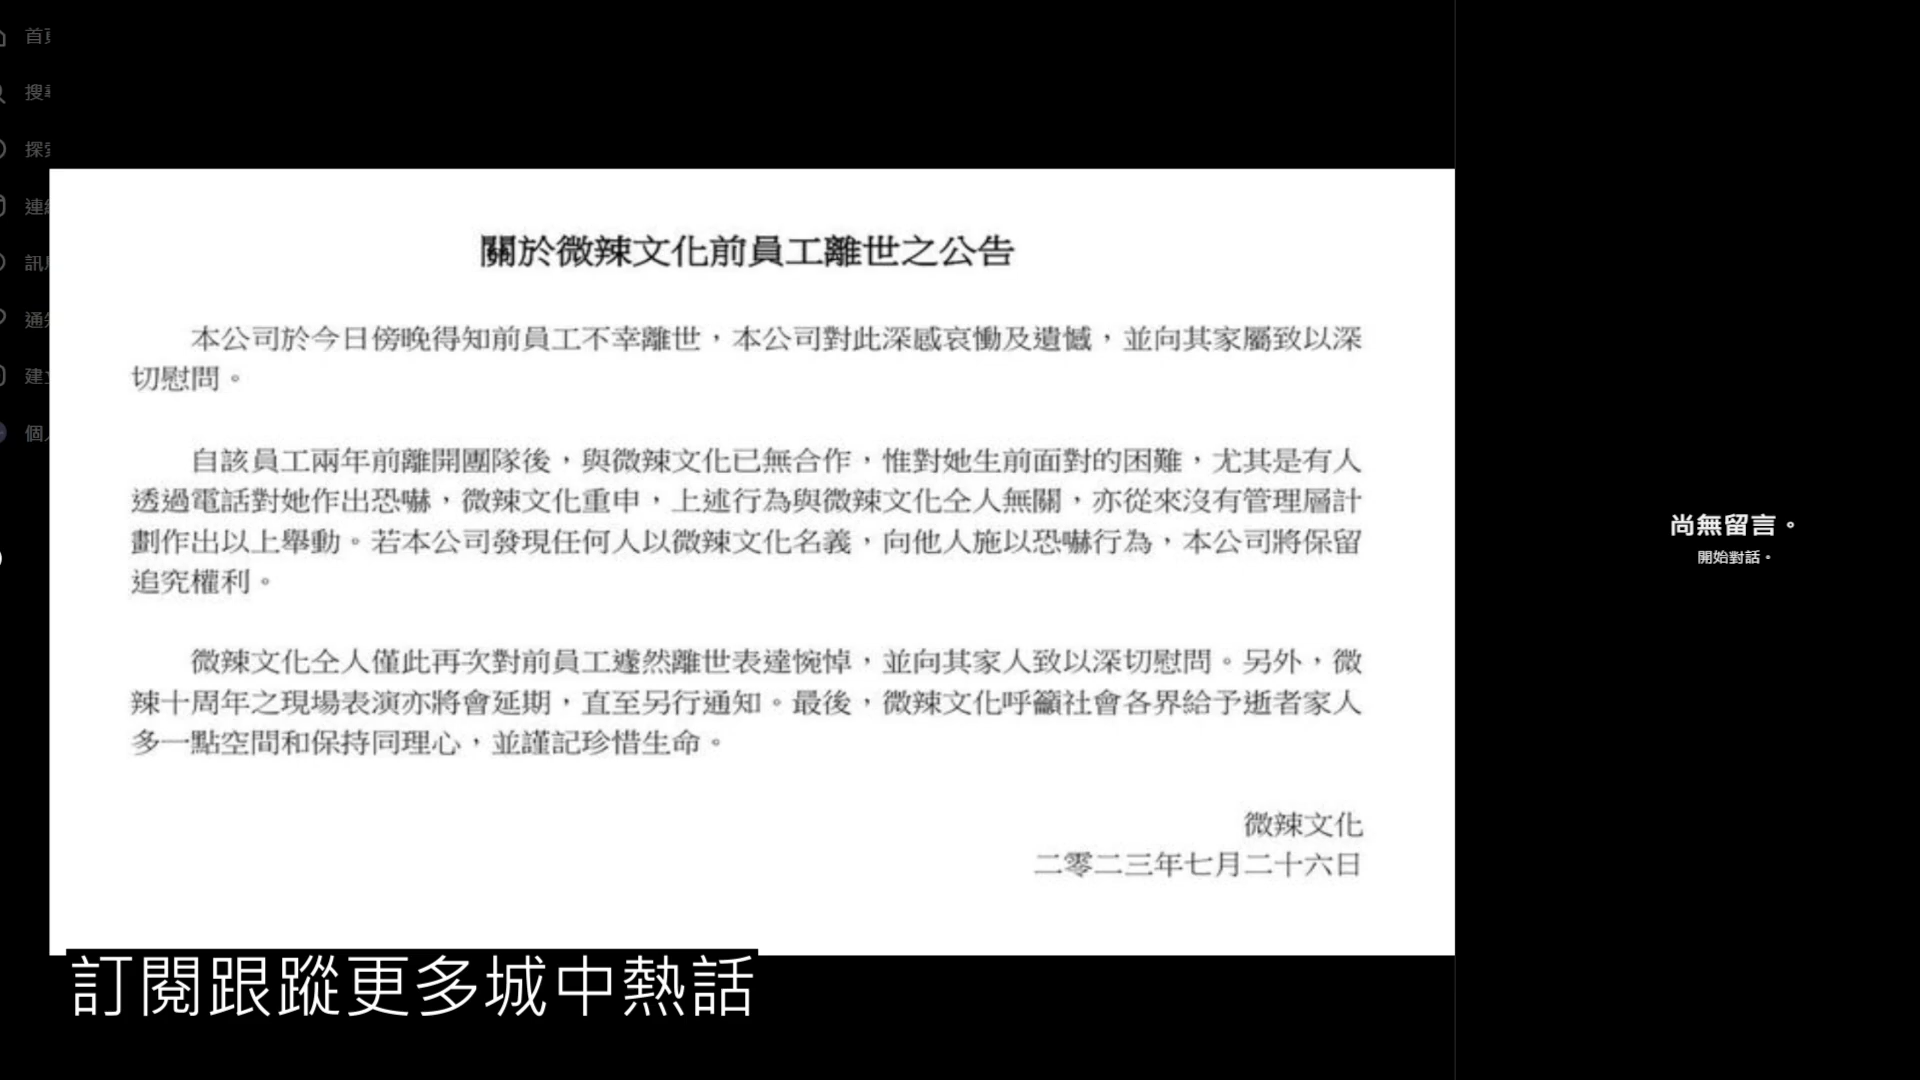 首
搜
探
連
訊
通
建
個人
關於微辣文化前員工離世之公告
本公司於今日傍晚得知前員工不幸離世，本公司對此深感哀慟及遺憾，並向其家屬致以深
切慰問。
自該員工兩年前離開團隊後，與微辣文化已無合作，惟對她生前面對的困難，尤其是有人
透過電話對她作出恐嚇，微辣文化重申，上述行為與微辣文化仝人無關，亦從來沒有管理層計
劃作出以上舉動。若本公司發現任何人以微辣文化名義，向他人施以恐嚇行為，本公司將保留
追究權利。
微辣文化仝人僅此再次對前員工遽然離世表達惋悼，並向其家人致以深切慰問。另外，微
辣十周年之現場表演亦將會延期，直至另行通知。最後，微辣文化呼籲社會各界給予逝者家人
多一點空間和保持同理心，並謹記珍惜生命。
微辣文化
二零二三年七月二十六日
尚無留言。
開始對話。
訂閱跟蹤更多城中熱話